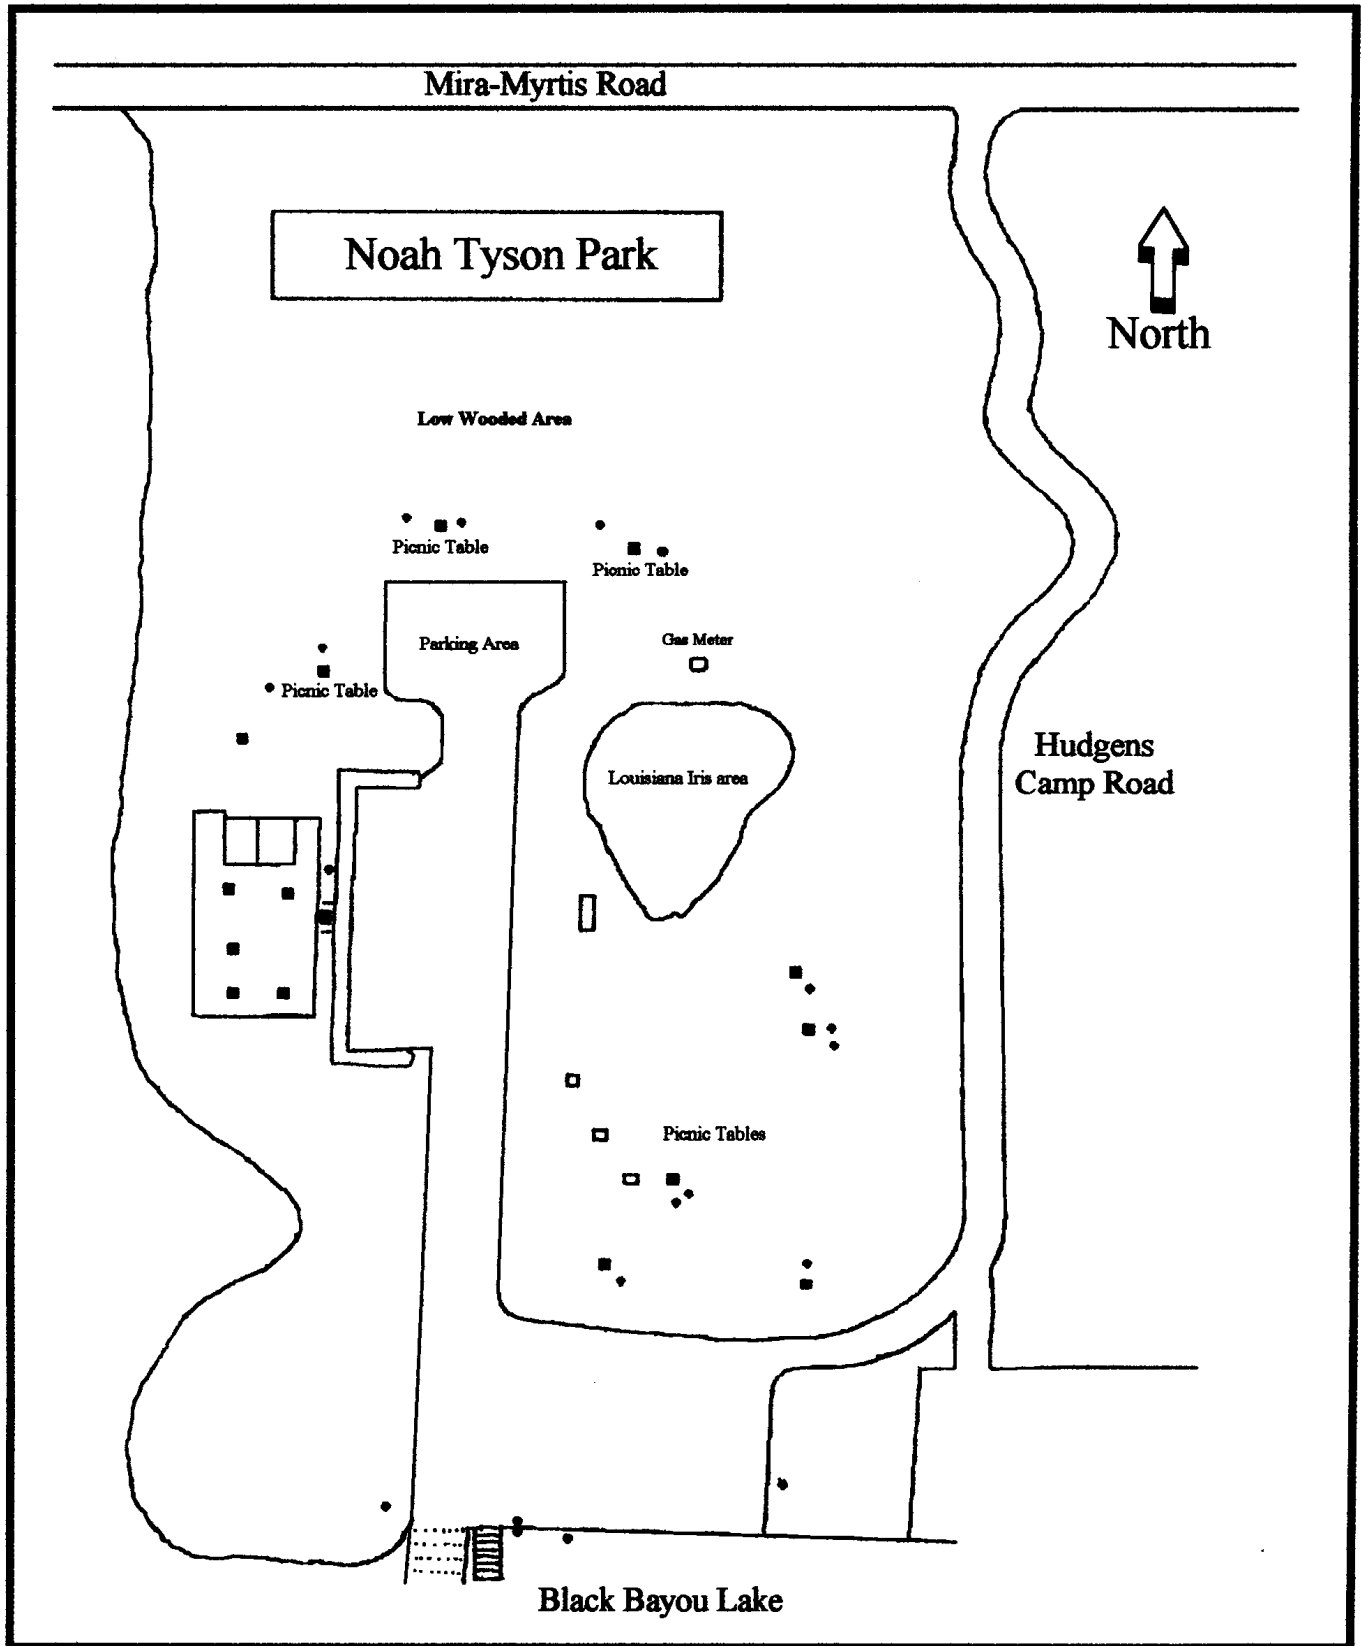 Mira-Myrtis Road
Noah Tyson Park
North
Low Wooded Area
Picnic Table
Picnic Table
Parking Area
Gas Meter
Picnic Table
Hudgens
Camp Road
Louisiana Iris area
Picnic Tables
Black Bayou Lake